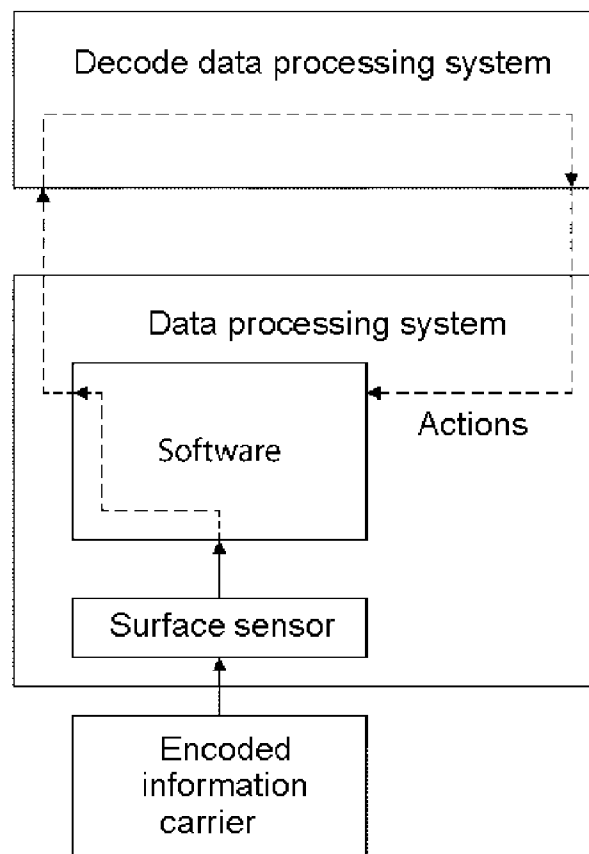 Decode data processing system
Data processing system
Actions
Software
Surface sensor
Encoded
information
carrier